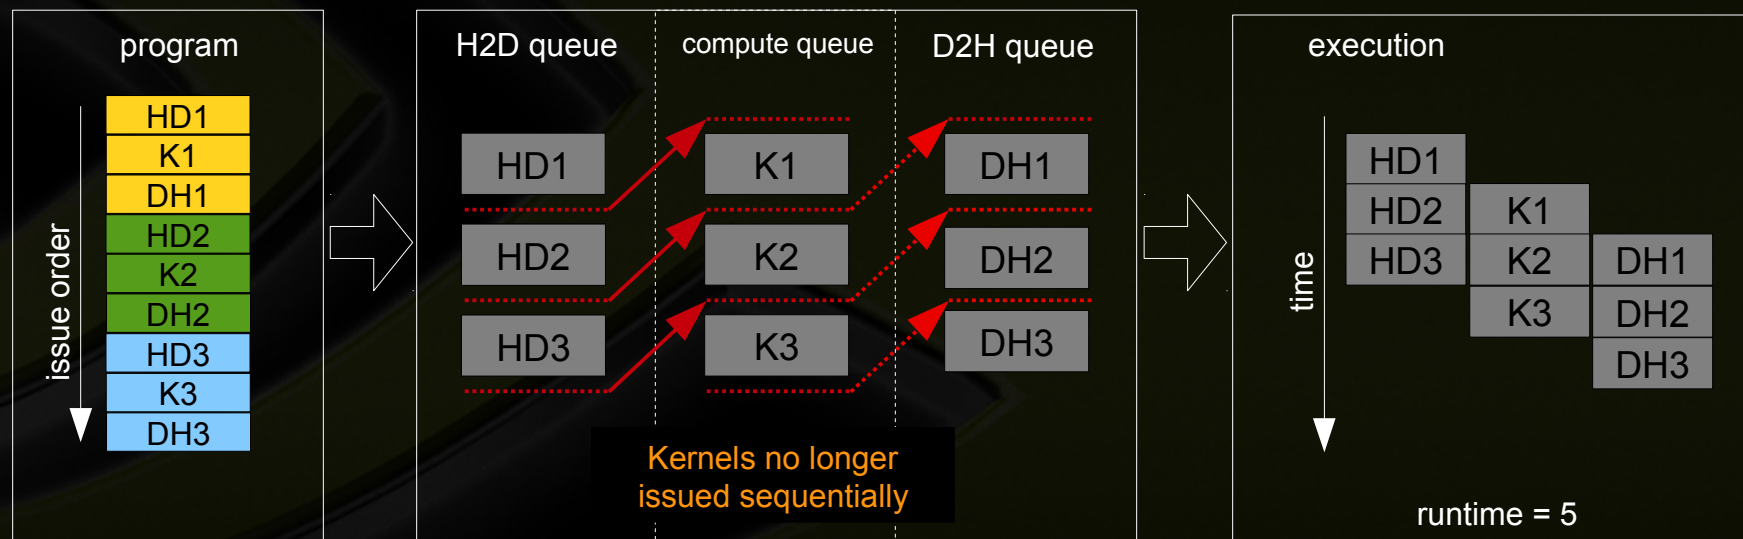 program
issue order
HD1
K1
DH1
HD2
K2
DH2
HD3
K3
DH3
H2D queue
compute queue
D2H queue
HD1
K1
DH1
HD2
K2
DH2
HD3
K3
DH3
Kernels no longer
issued sequentially
execution
time
HD1
HD2
K1
HD3
K2
DH1
K3
DH2
DH3
runtime = 5